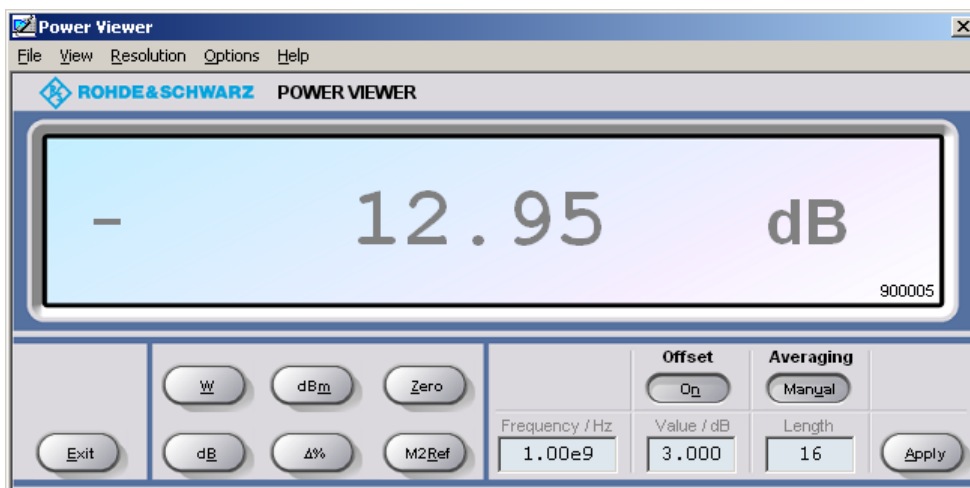 Power Viewer
File View Resolution Options Help
ROHDE&SCHWARZ POWER VIEWER
- 12.95 dB
900005
Offset Averaging
W dBm Zero On Manual
Frequency / Hz Value / dB Length
Exit dB Δ% M2Ref 1.00e9 3.000 16 Apply